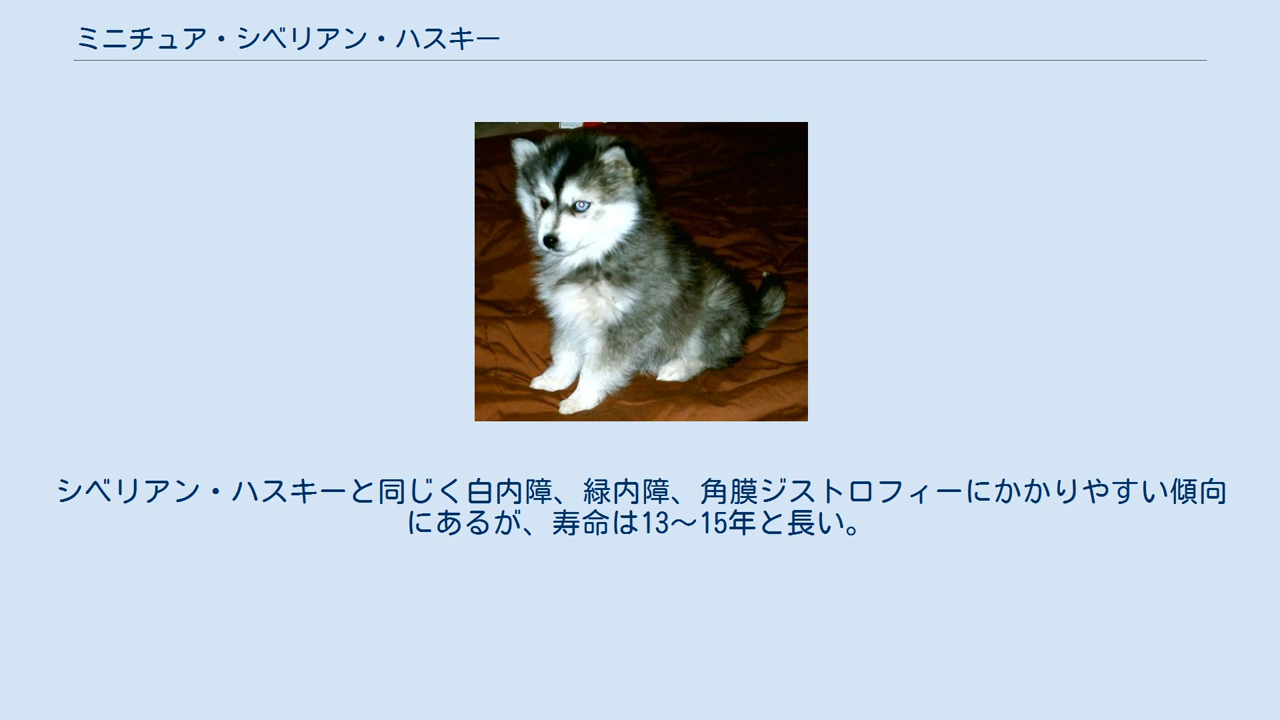 ミニチュア・シベリアン・ハスキー
シベリアン・ハスキーと同じく白内障、緑内障、角膜ジストロフィーにかかりやすい傾向
にあるが、寿命は13～15年と長い。